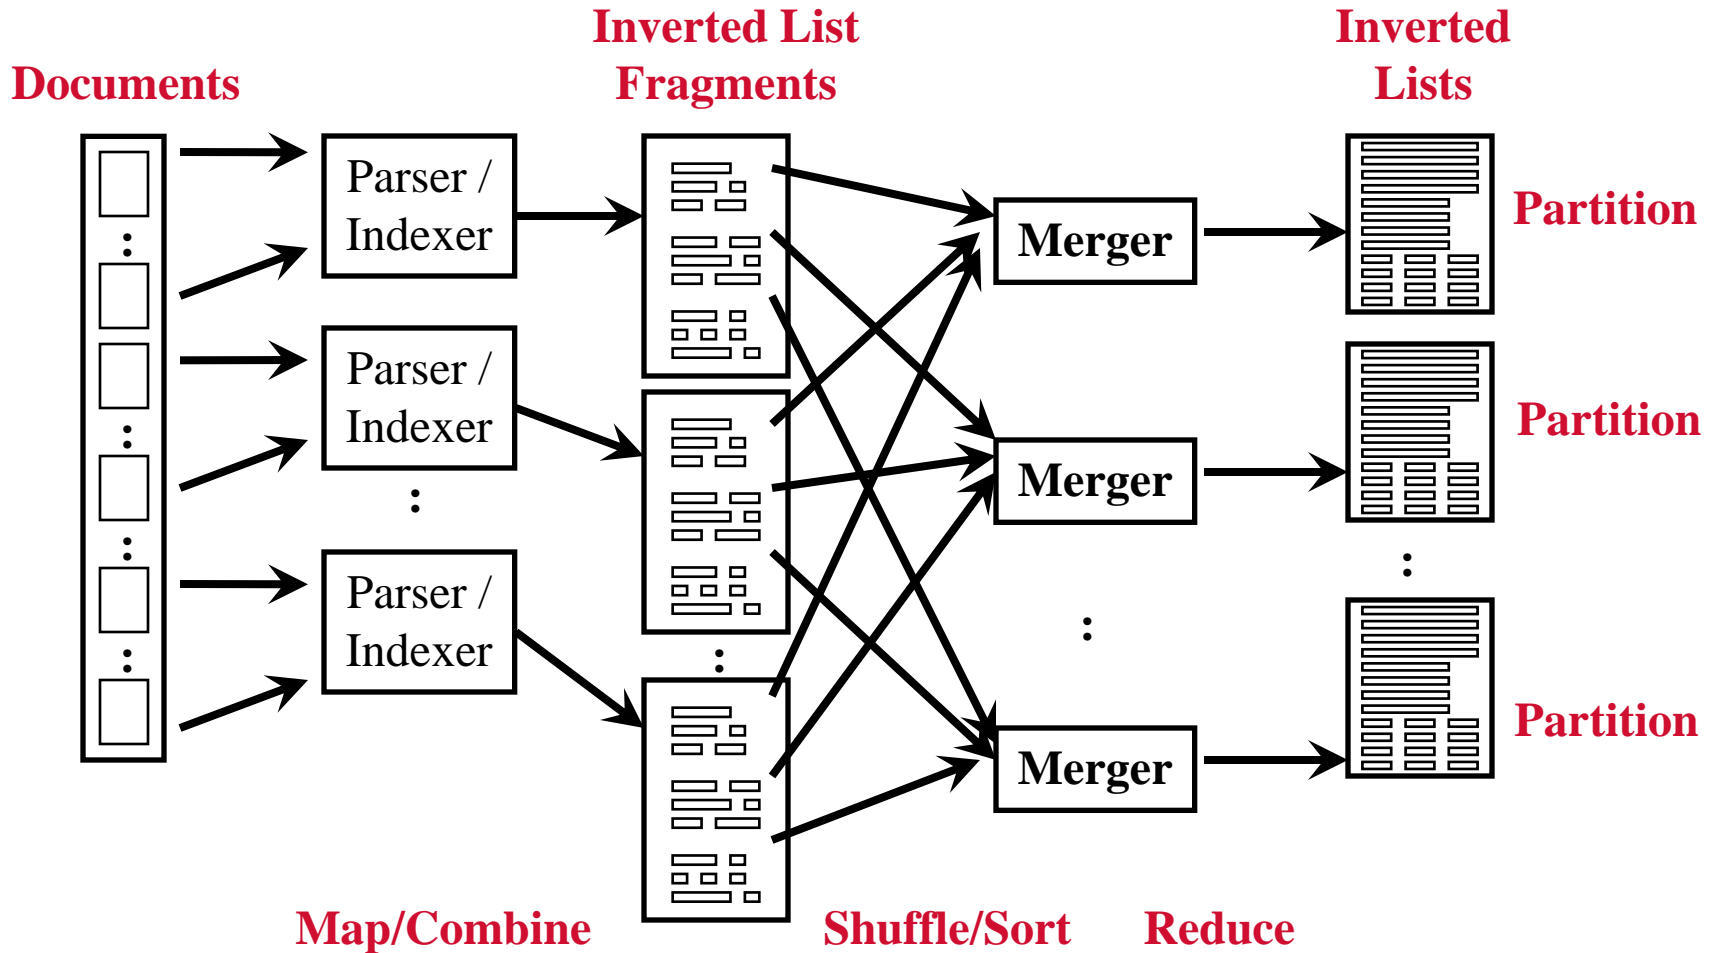 Documents
Inverted List
Fragments
Inverted
Lists
Parser /
Indexer
Parser /
Indexer
:
Parser /
Indexer
Merger
Merger
:
Merger
Partition
Partition
:
Partition
Map/Combine
Shuffle/Sort
Reduce